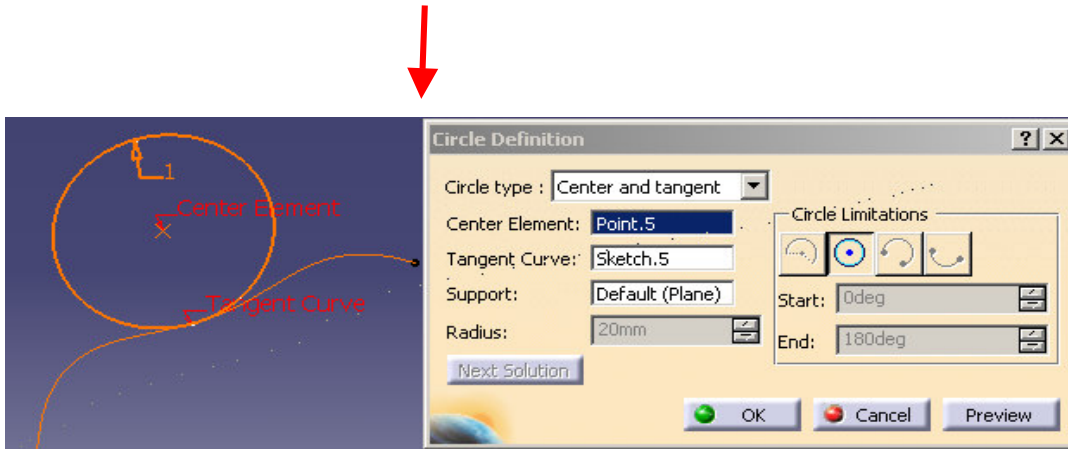 1
Center Element
Tangent Curve
Circle Definition
? X
Circle type : Center and tangent
Center Element: Point.5
Tangent Curve: Sketch.5
Support: Default (Plane)
Radius: 20mm
Next Solution
Circle Limitations
Start: 0deg
End: 180deg
OK Cancel Preview